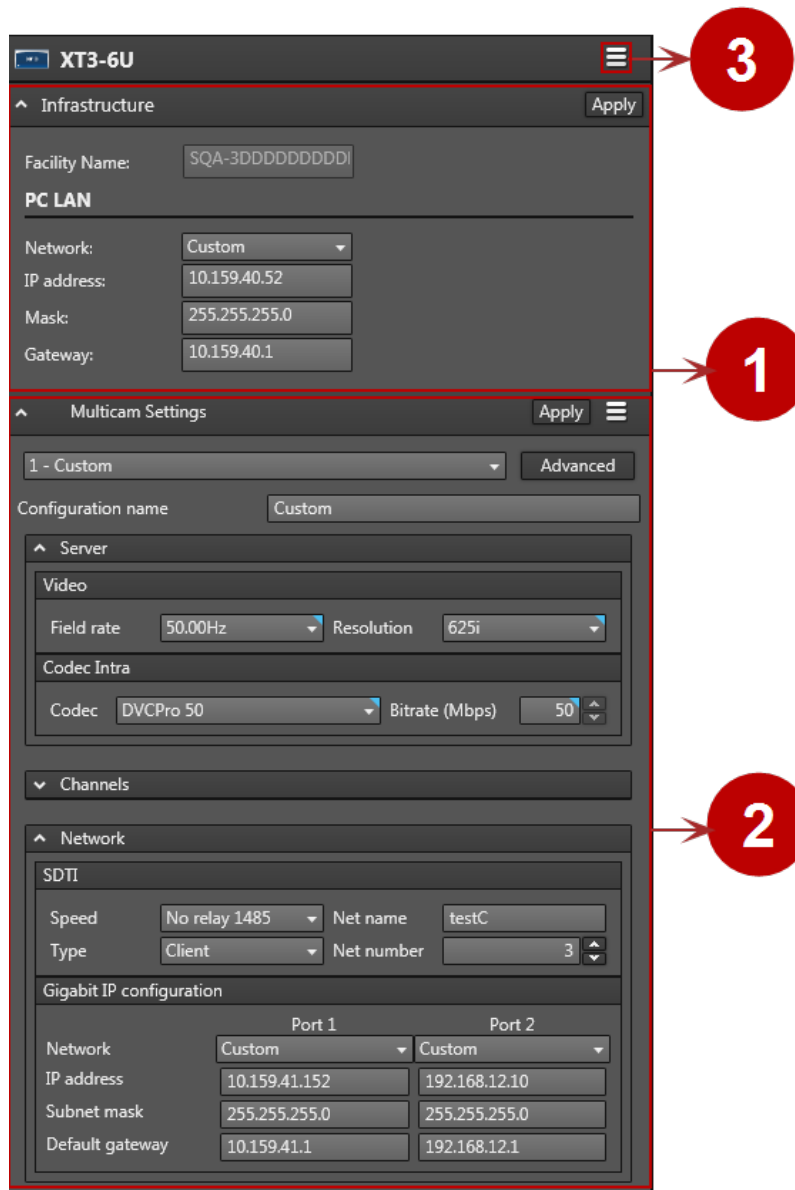 XT3-6U
3
Infrastructure Apply
Facility Name: SQA-3DDDDDDDDD
PC LAN
Network: Custom
IP address: 10.159.40.52
Mask: 255.255.255.0
Gateway: 10.159.40.1
1
Multicam Settings Apply
1 - Custom Advanced
Configuration name Custom
Server
Video
Field rate 50.00Hz Resolution 625i
Codec Intra
Codec DVCPro 50 Bitrate (Mbps) 50
Channels
2
Network
SDTI
Speed No relay 1485 Net name testC
Type Client Net number 3
Gigabit IP configuration
Port 1 Port 2
Network Custom Custom
IP address 10.159.41.152 192.168.12.10
Subnet mask 255.255.255.0 255.255.255.0
Default gateway 10.159.41.1 192.168.12.1